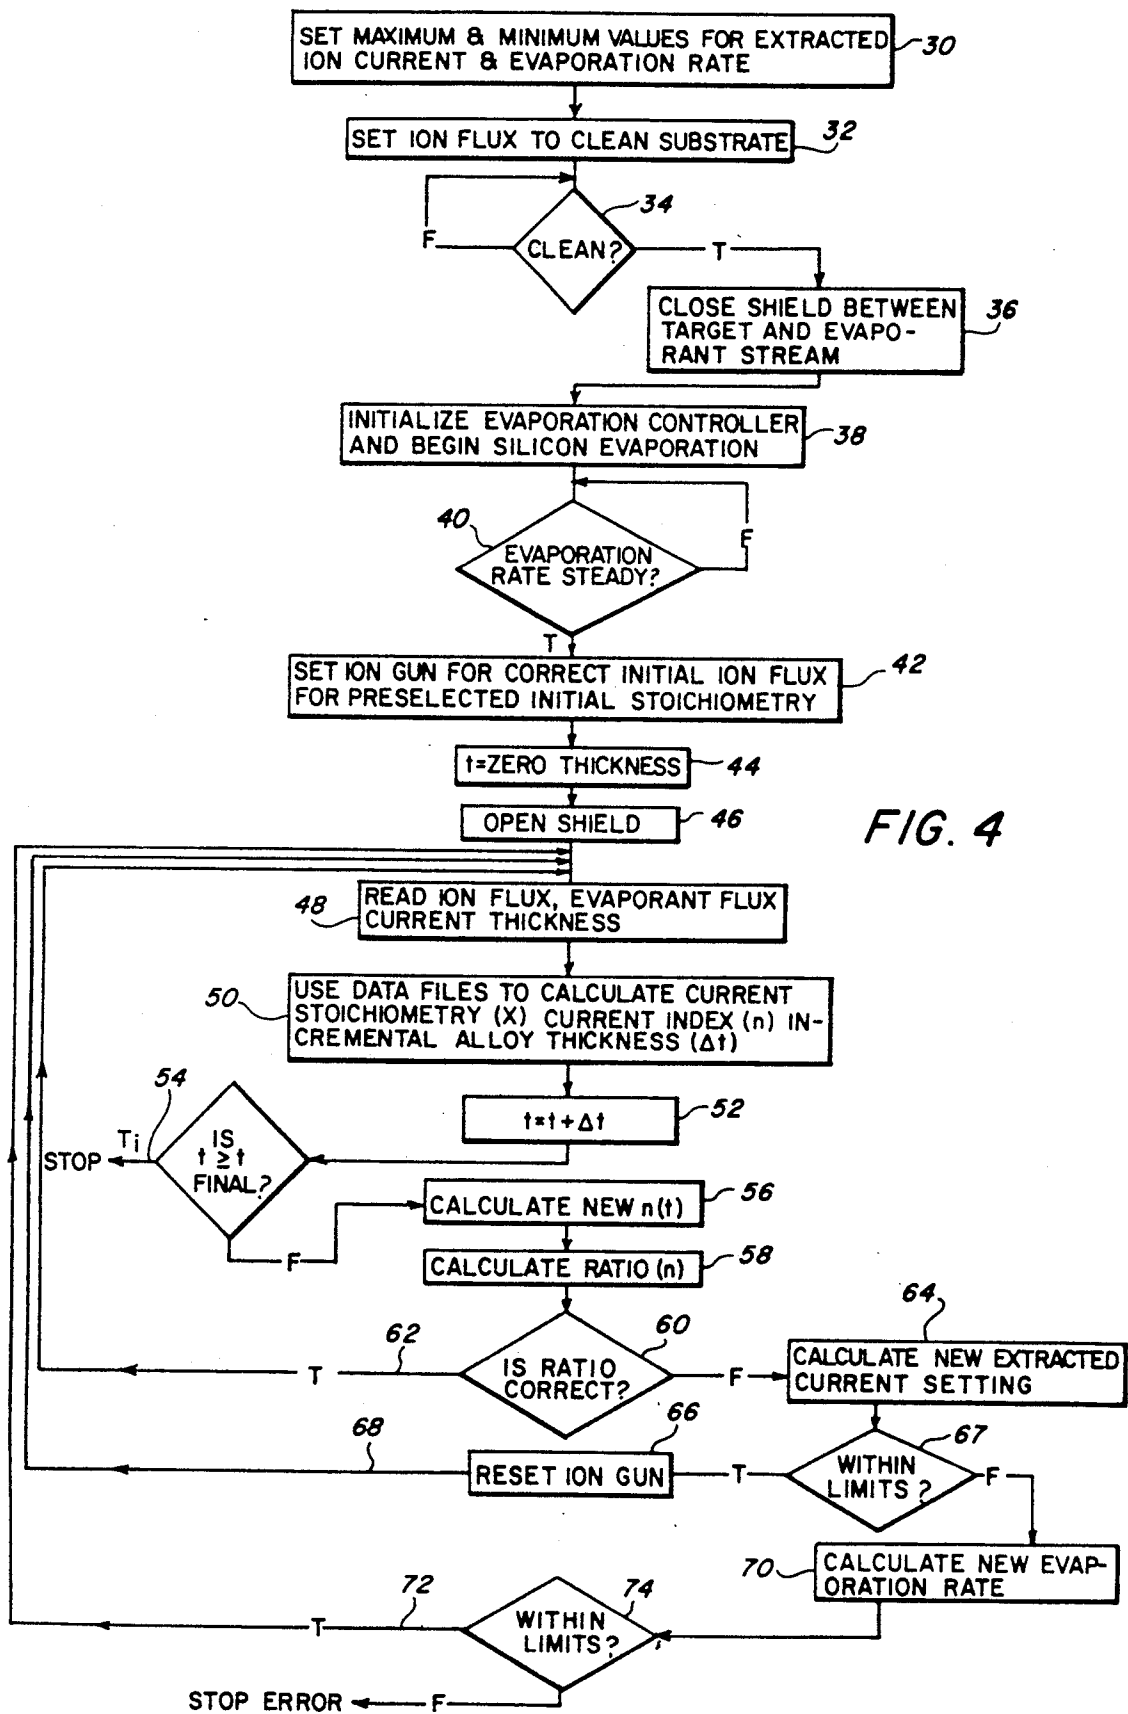 SET MAXIMUM & MINIMUM VALUES FOR EXTRACTED
ION CURRENT & EVAPORATION RATE
30
SET ION FLUX TO CLEAN SUBSTRATE
32
34
CLEAN?
F
T
CLOSE SHIELD BETWEEN
TARGET AND EVAPO-
RANT STREAM
36
INITIALIZE EVAPORATION CONTROLLER
AND BEGIN SILICON EVAPORATION
38
40
EVAPORATION
RATE STEADY?
F
T
SET ION GUN FOR CORRECT INITIAL ION FLUX
FOR PRESELECTED INITIAL STOICHIOMETRY
42
t=ZERO THICKNESS
44
OPEN SHIELD
46
FIG. 4
READ ION FLUX, EVAPORANT FLUX
CURRENT THICKNESS
48
USE DATA FILES TO CALCULATE CURRENT
STOICHIOMETRY (X) CURRENT INDEX (n) IN-
CREMENTAL ALLOY THICKNESS (Δt)
50
t=t+Δt
52
54
IS
t ≥ t
FINAL?
Ti
STOP
F
CALCULATE NEW n(t)
56
CALCULATE RATIO (n)
58
60
IS RATIO
CORRECT?
T
62
F
CALCULATE NEW EXTRACTED
CURRENT SETTING
64
67
WITHIN
LIMITS?
T
RESET ION GUN
66
68
F
CALCULATE NEW EVAP-
ORATION RATE
70
74
WITHIN
LIMITS?
T
72
F
STOP ERROR